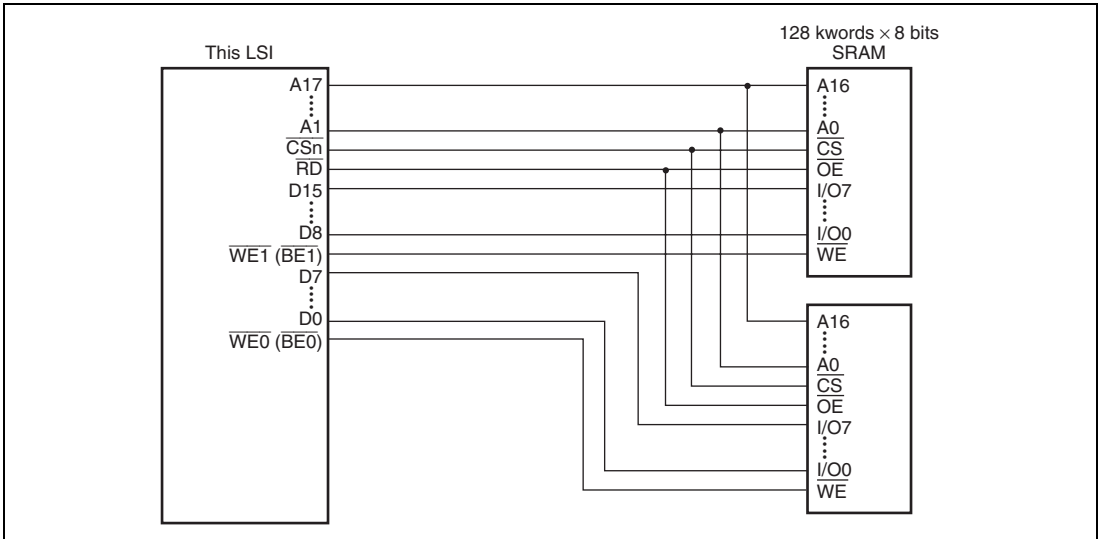 128 kwords × 8 bits
SRAM
This LSI
A17
A1
CSn
RD
D15
D8
WE1 (BE1)
D7
D0
WE0 (BE0)
A16
A0
CS
OE
I/O7
I/O0
WE
A16
A0
CS
OE
I/O7
I/O0
WE